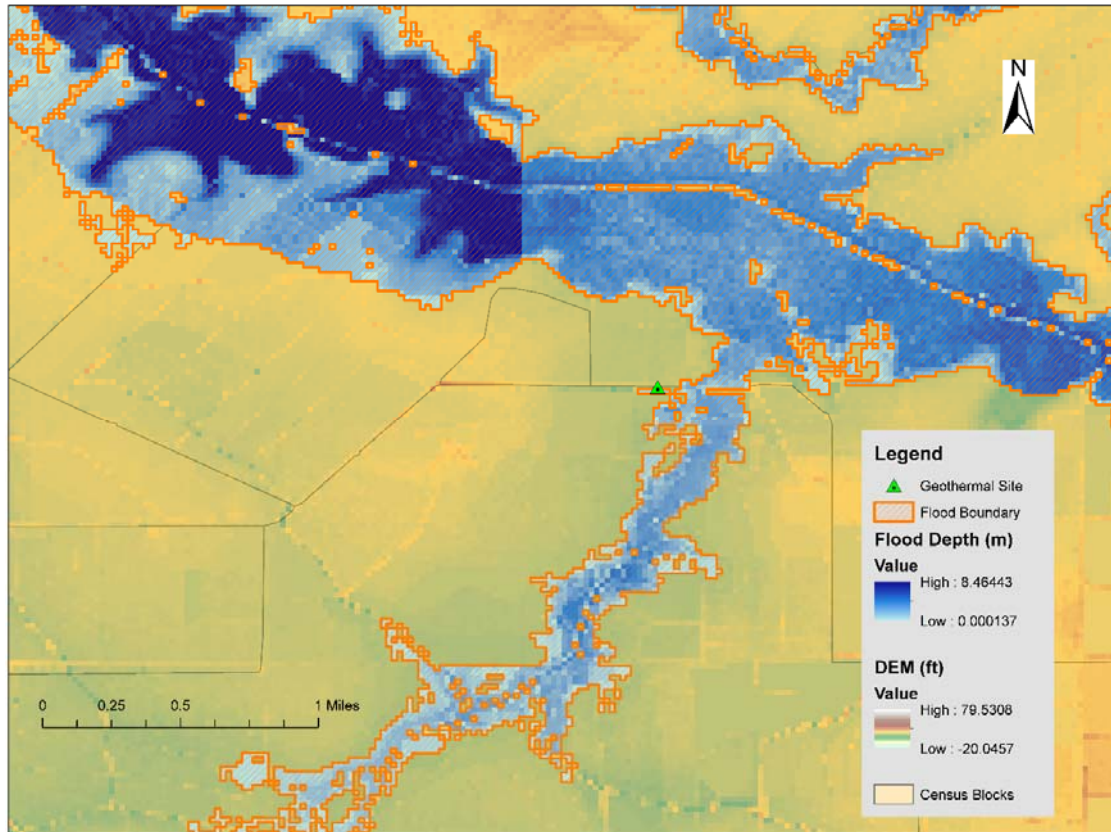 N
Legend
Geothermal Site
Flood Boundary
Flood Depth (m)
Value
High : 8.46443
Low : 0.000137
DEM (ft)
Value
High : 79.5308
Low : -20.0457
Census Blocks
0 0.25 0.5 1 Miles